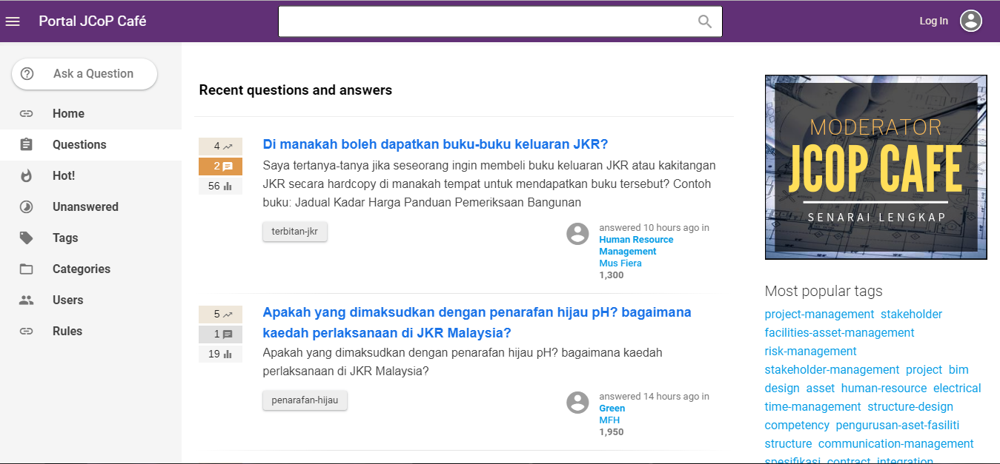 Portal JCoP Café
Log In
Ask a Question
Home
Questions
Hot!
Unanswered
Tags
Categories
Users
Rules
Recent questions and answers
4
2
56
Di manakah boleh dapatkan buku-buku keluaran JKR?
Saya tertanya-tanya jika seseorang ingin membeli buku keluaran JKR atau kakitangan
JKR secara hardcopy di manakah tempat untuk mendapatkan buku tersebut? Contoh
buku: Jadual Kadar Harga Panduan Pemeriksaan Bangunan
terbitan-jkr
answered 10 hours ago in
Human Resource
Management
Mus Fiera
1,300
5
1
19
Apakah yang dimaksudkan dengan penarafan hijau pH? bagaimana
kaedah perlaksanaan di JKR Malaysia?
Apakah yang dimaksudkan dengan penarafan hijau pH? bagaimana kaedah
perlaksanaan di JKR Malaysia?
penarafan-hijau
answered 14 hours ago in
Green
MFH
1,950
MODERATOR
JCOP CAFE
SENARAI LENGKAP
Most popular tags
project-management stakeholder
facilities-asset-management
risk-management
stakeholder-management project bim
design asset human-resource electrical
time-management structure-design
competency pengurusan-aset-fasiliti
structure communication-management
spesifikasi contract integration